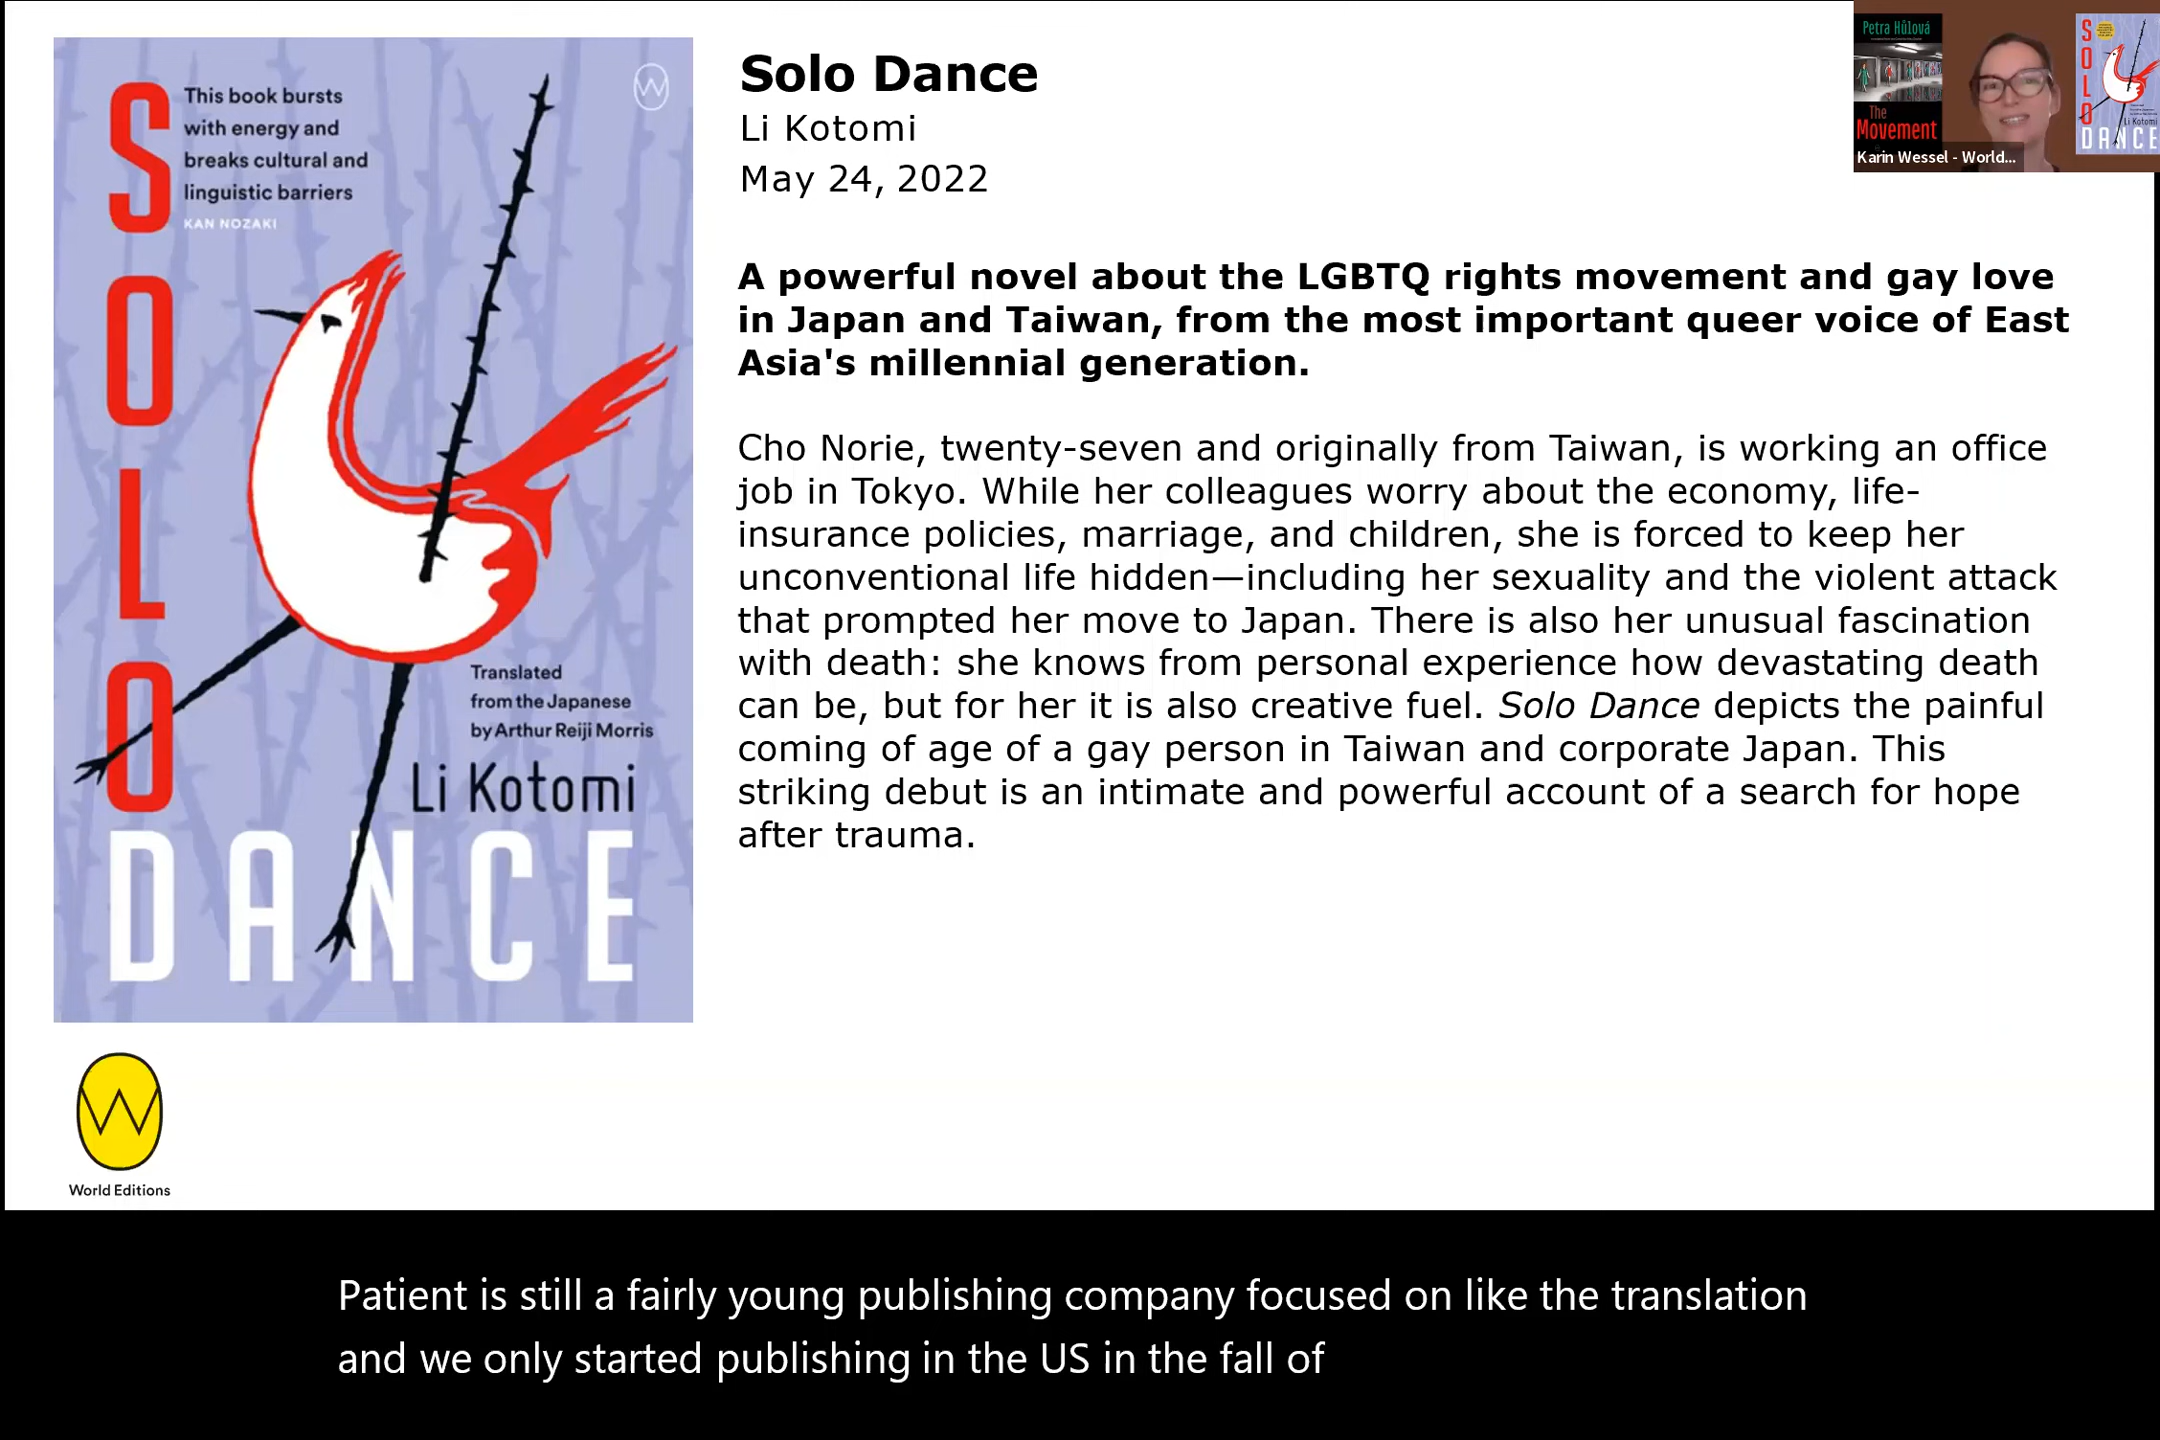 SOLO
This book bursts
with energy and
breaks cultural and
linguistic barriers
KAN NOZAKI
Translated
from the Japanese
by Arthur Reiji Morris
Li Kotomi
DANCE
W
World Editions
Solo Dance
Li Kotomi
May 24, 2022
A powerful novel about the LGBTQ rights movement and gay love
in Japan and Taiwan, from the most important queer voice of East
Asia's millennial generation.
Cho Norie, twenty-seven and originally from Taiwan, is working an office
job in Tokyo. While her colleagues worry about the economy, life-
insurance policies, marriage, and children, she is forced to keep her
unconventional life hidden—including her sexuality and the violent attack
that prompted her move to Japan. There is also her unusual fascination
with death: she knows from personal experience how devastating death
can be, but for her it is also creative fuel. Solo Dance depicts the painful
coming of age of a gay person in Taiwan and corporate Japan. This
striking debut is an intimate and powerful account of a search for hope
after trauma.
Petra Hůlová
The
Movement
Karin Wessel - World...
SOLO
Li Kotomi
DANCE
Patient is still a fairly young publishing company focused on like the translation
and we only started publishing in the US in the fall of